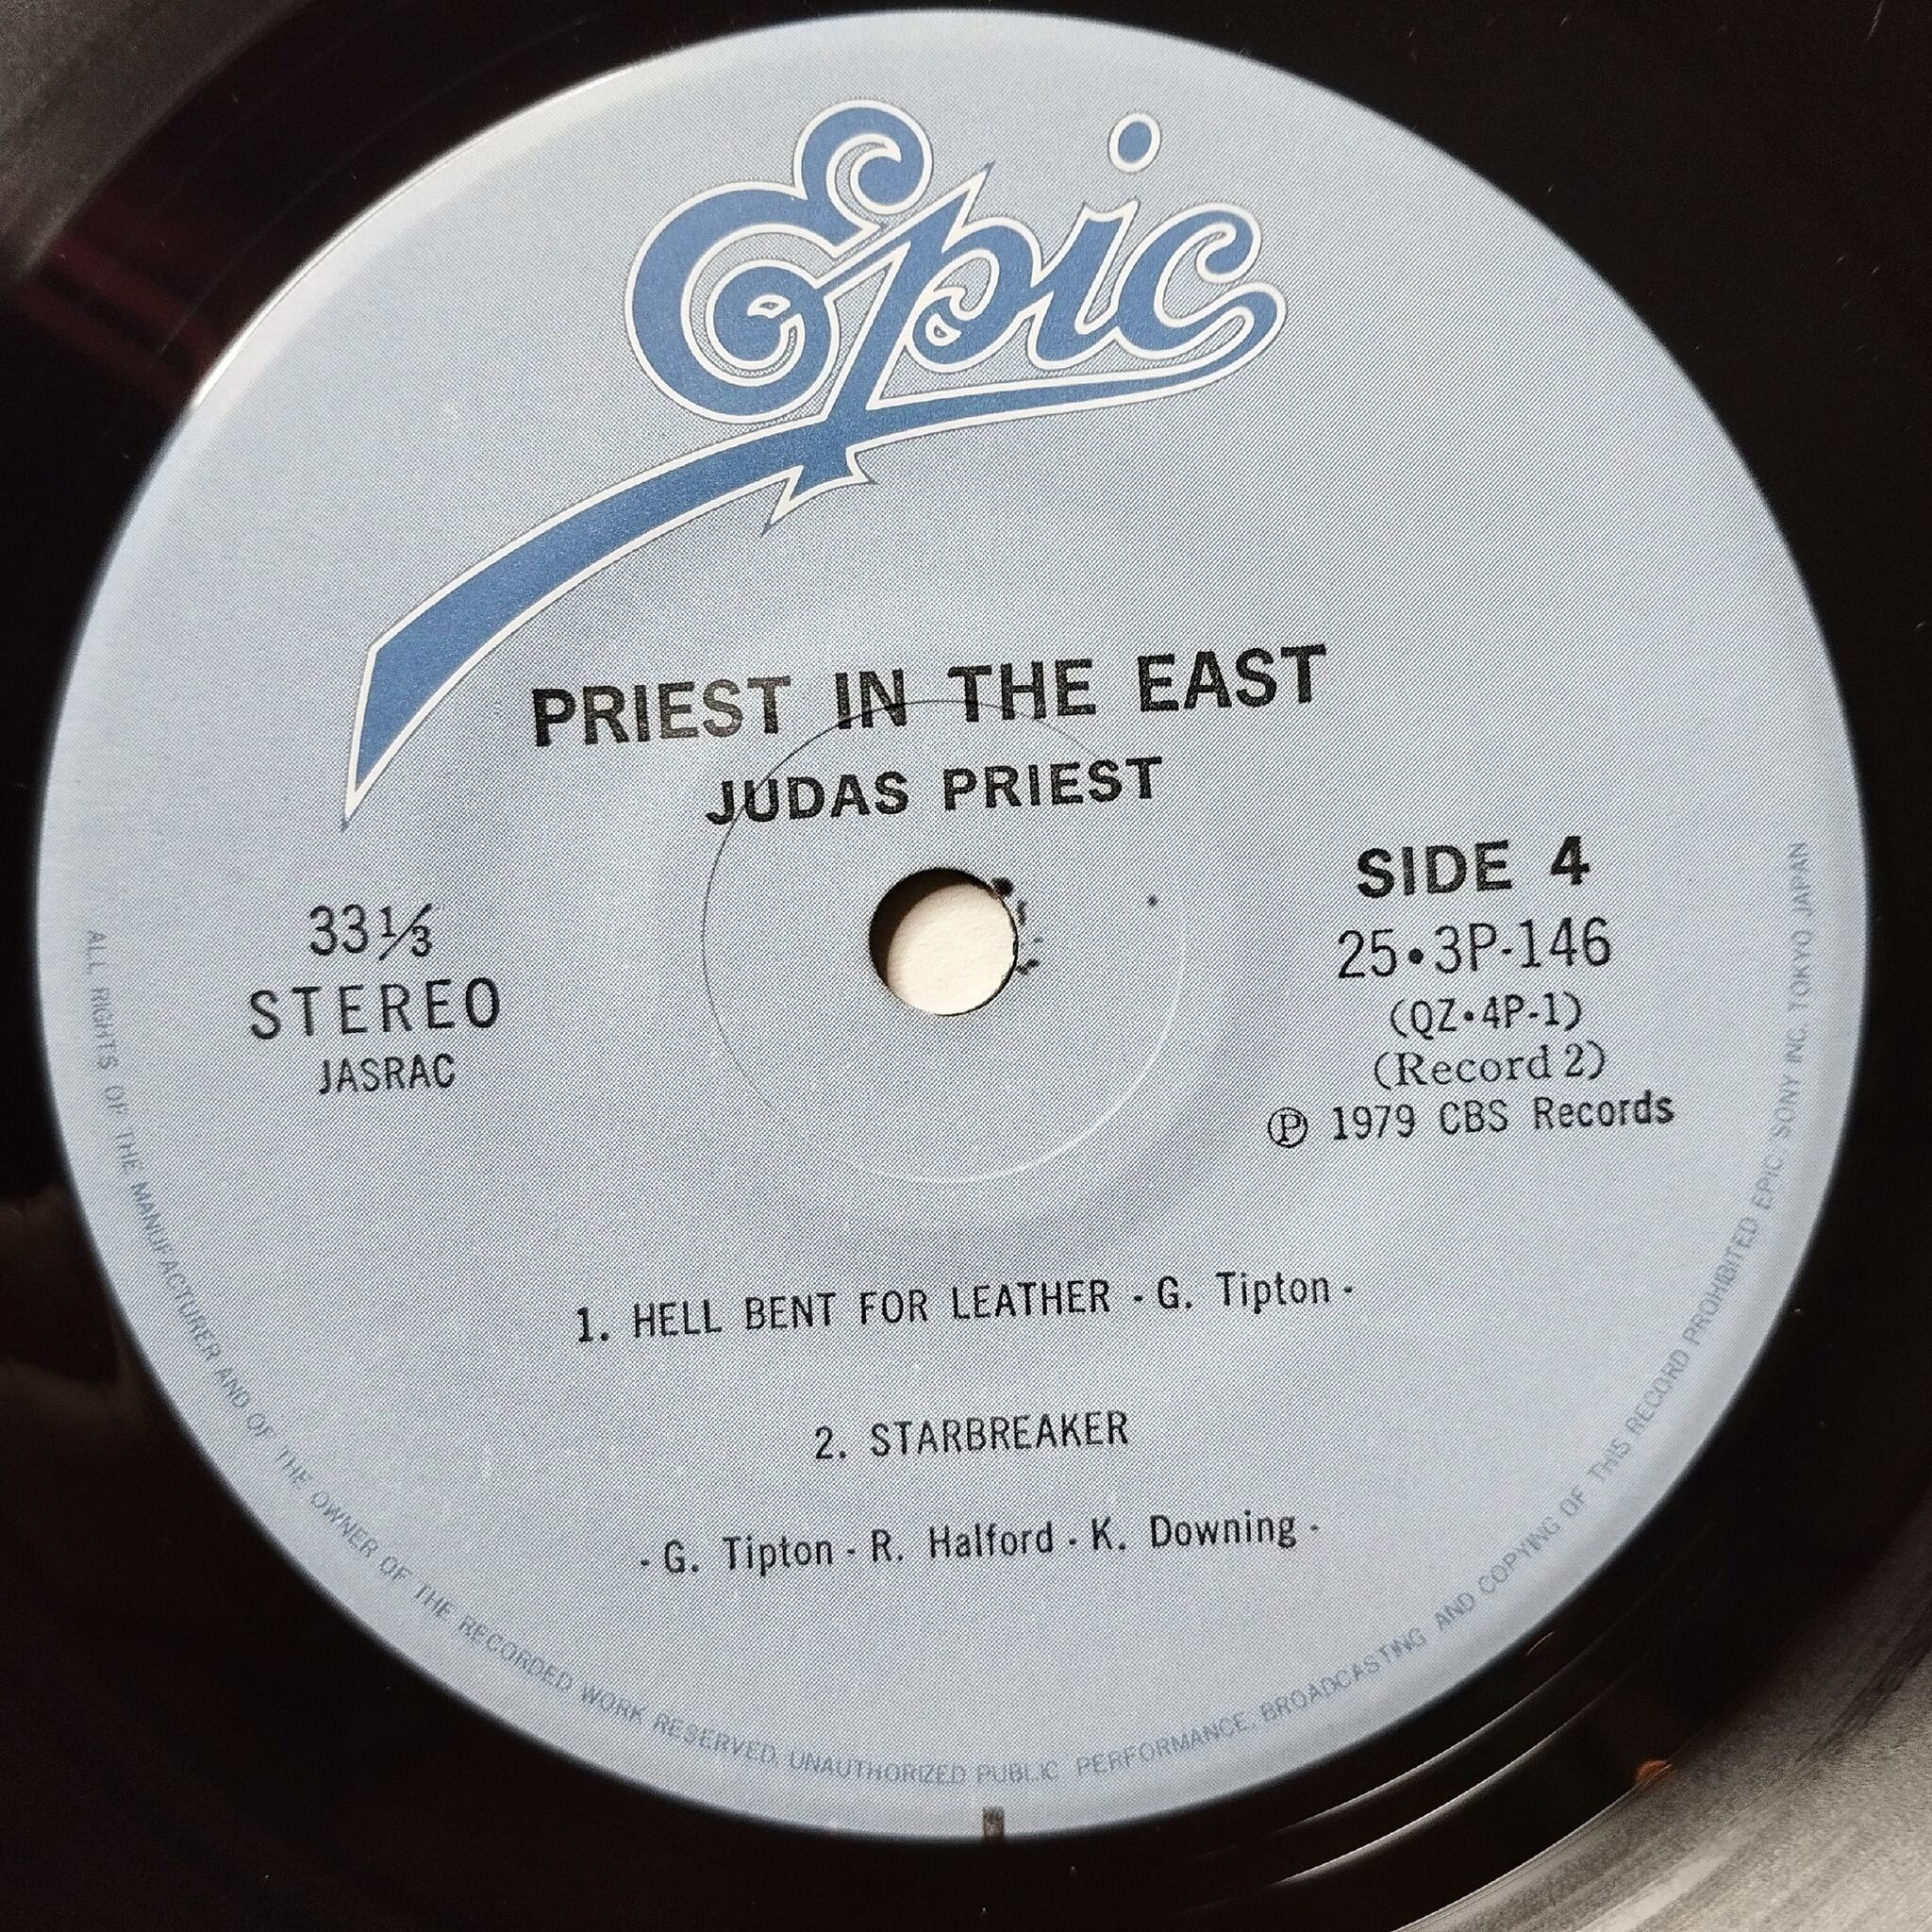 Epic
PRIEST IN THE EAST
JUDAS PRIEST
33⅓
STEREO
JASRAC
SIDE 4
25•3P-146
(QZ•4P-1)
(Record 2)
Ⓟ 1979 CBS Records
1. HELL BENT FOR LEATHER - G. Tipton -
2. STARBREAKER
- G. Tipton - R. Halford - K. Downing -
ALL RIGHTS OF THE MANUFACTURER AND OF THE OWNER OF THE RECORDED WORK RESERVED. UNAUTHORIZED PUBLIC PERFORMANCE, BROADCASTING AND COPYING OF THIS RECORD PROHIBITED EPIC, SONY INC. TOKYO JAPAN